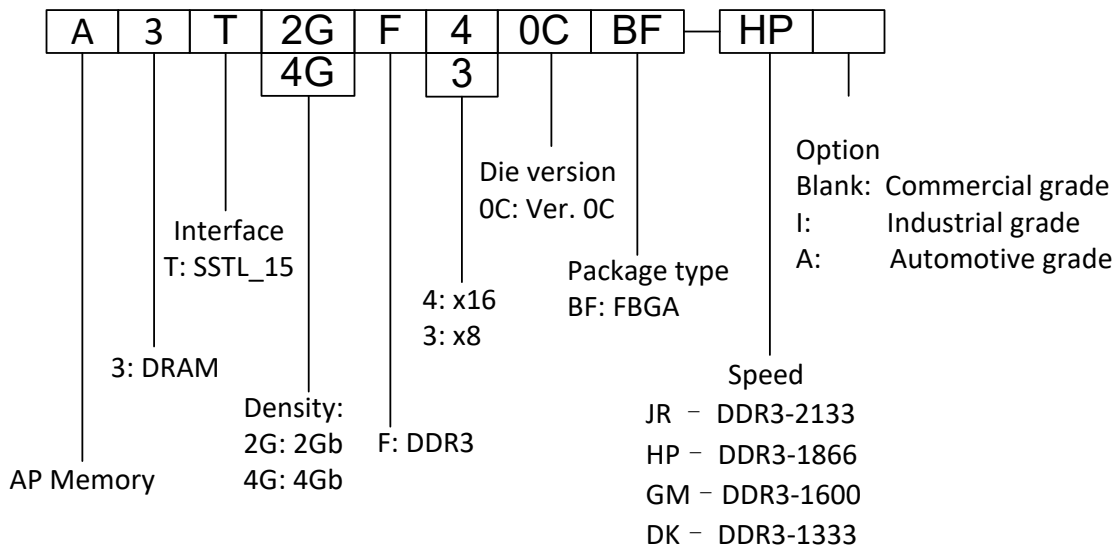 A 3 T 2G F 4 0C BF HP
4G 3
Die version
0C: Ver. 0C
Option
Blank: Commercial grade
I: Industrial grade
A: Automotive grade
Interface
T: SSTL_15
Package type
BF: FBGA
4: x16
3: x8
3: DRAM
Speed
JR – DDR3-2133
HP – DDR3-1866
GM – DDR3-1600
DK – DDR3-1333
Density:
2G: 2Gb
4G: 4Gb
F: DDR3
AP Memory